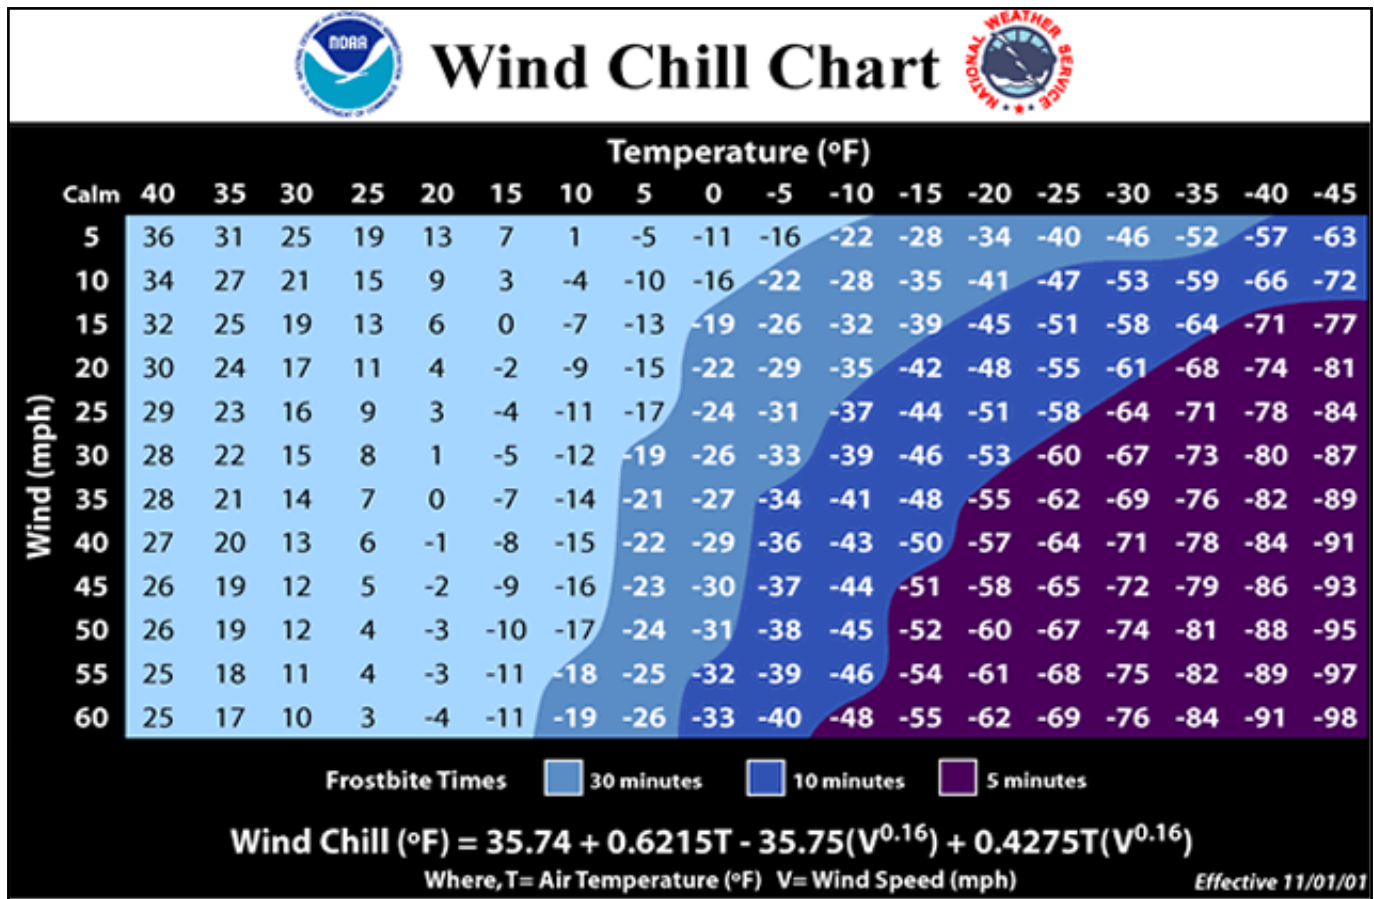 NOAA
NATIONAL OCEANIC AND ATMOSPHERIC ADMINISTRATION
U.S. DEPARTMENT OF COMMERCE
Wind Chill Chart
NATIONAL WEATHER SERVICE
Temperature (ºF)
Calm 40 35 30 25 20 15 10 5 0 -5 -10 -15 -20 -25 -30 -35 -40 -45
Wind (mph)
5 36 31 25 19 13 7 1 -5 -11 -16 -22 -28 -34 -40 -46 -52 -57 -63
10 34 27 21 15 9 3 -4 -10 -16 -22 -28 -35 -41 -47 -53 -59 -66 -72
15 32 25 19 13 6 0 -7 -13 -19 -26 -32 -39 -45 -51 -58 -64 -71 -77
20 30 24 17 11 4 -2 -9 -15 -22 -29 -35 -42 -48 -55 -61 -68 -74 -81
25 29 23 16 9 3 -4 -11 -17 -24 -31 -37 -44 -51 -58 -64 -71 -78 -84
30 28 22 15 8 1 -5 -12 -19 -26 -33 -39 -46 -53 -60 -67 -73 -80 -87
35 28 21 14 7 0 -7 -14 -21 -27 -34 -41 -48 -55 -62 -69 -76 -82 -89
40 27 20 13 6 -1 -8 -15 -22 -29 -36 -43 -50 -57 -64 -71 -78 -84 -91
45 26 19 12 5 -2 -9 -16 -23 -30 -37 -44 -51 -58 -65 -72 -79 -86 -93
50 26 19 12 4 -3 -10 -17 -24 -31 -38 -45 -52 -60 -67 -74 -81 -88 -95
55 25 18 11 4 -3 -11 -18 -25 -32 -39 -46 -54 -61 -68 -75 -82 -89 -97
60 25 17 10 3 -4 -11 -19 -26 -33 -40 -48 -55 -62 -69 -76 -84 -91 -98
Frostbite Times 30 minutes 10 minutes 5 minutes
Wind Chill (ºF) = 35.74 + 0.6215T - 35.75(V^0.16) + 0.4275T(V^0.16)
Where, T= Air Temperature (ºF) V= Wind Speed (mph)
Effective 11/01/01